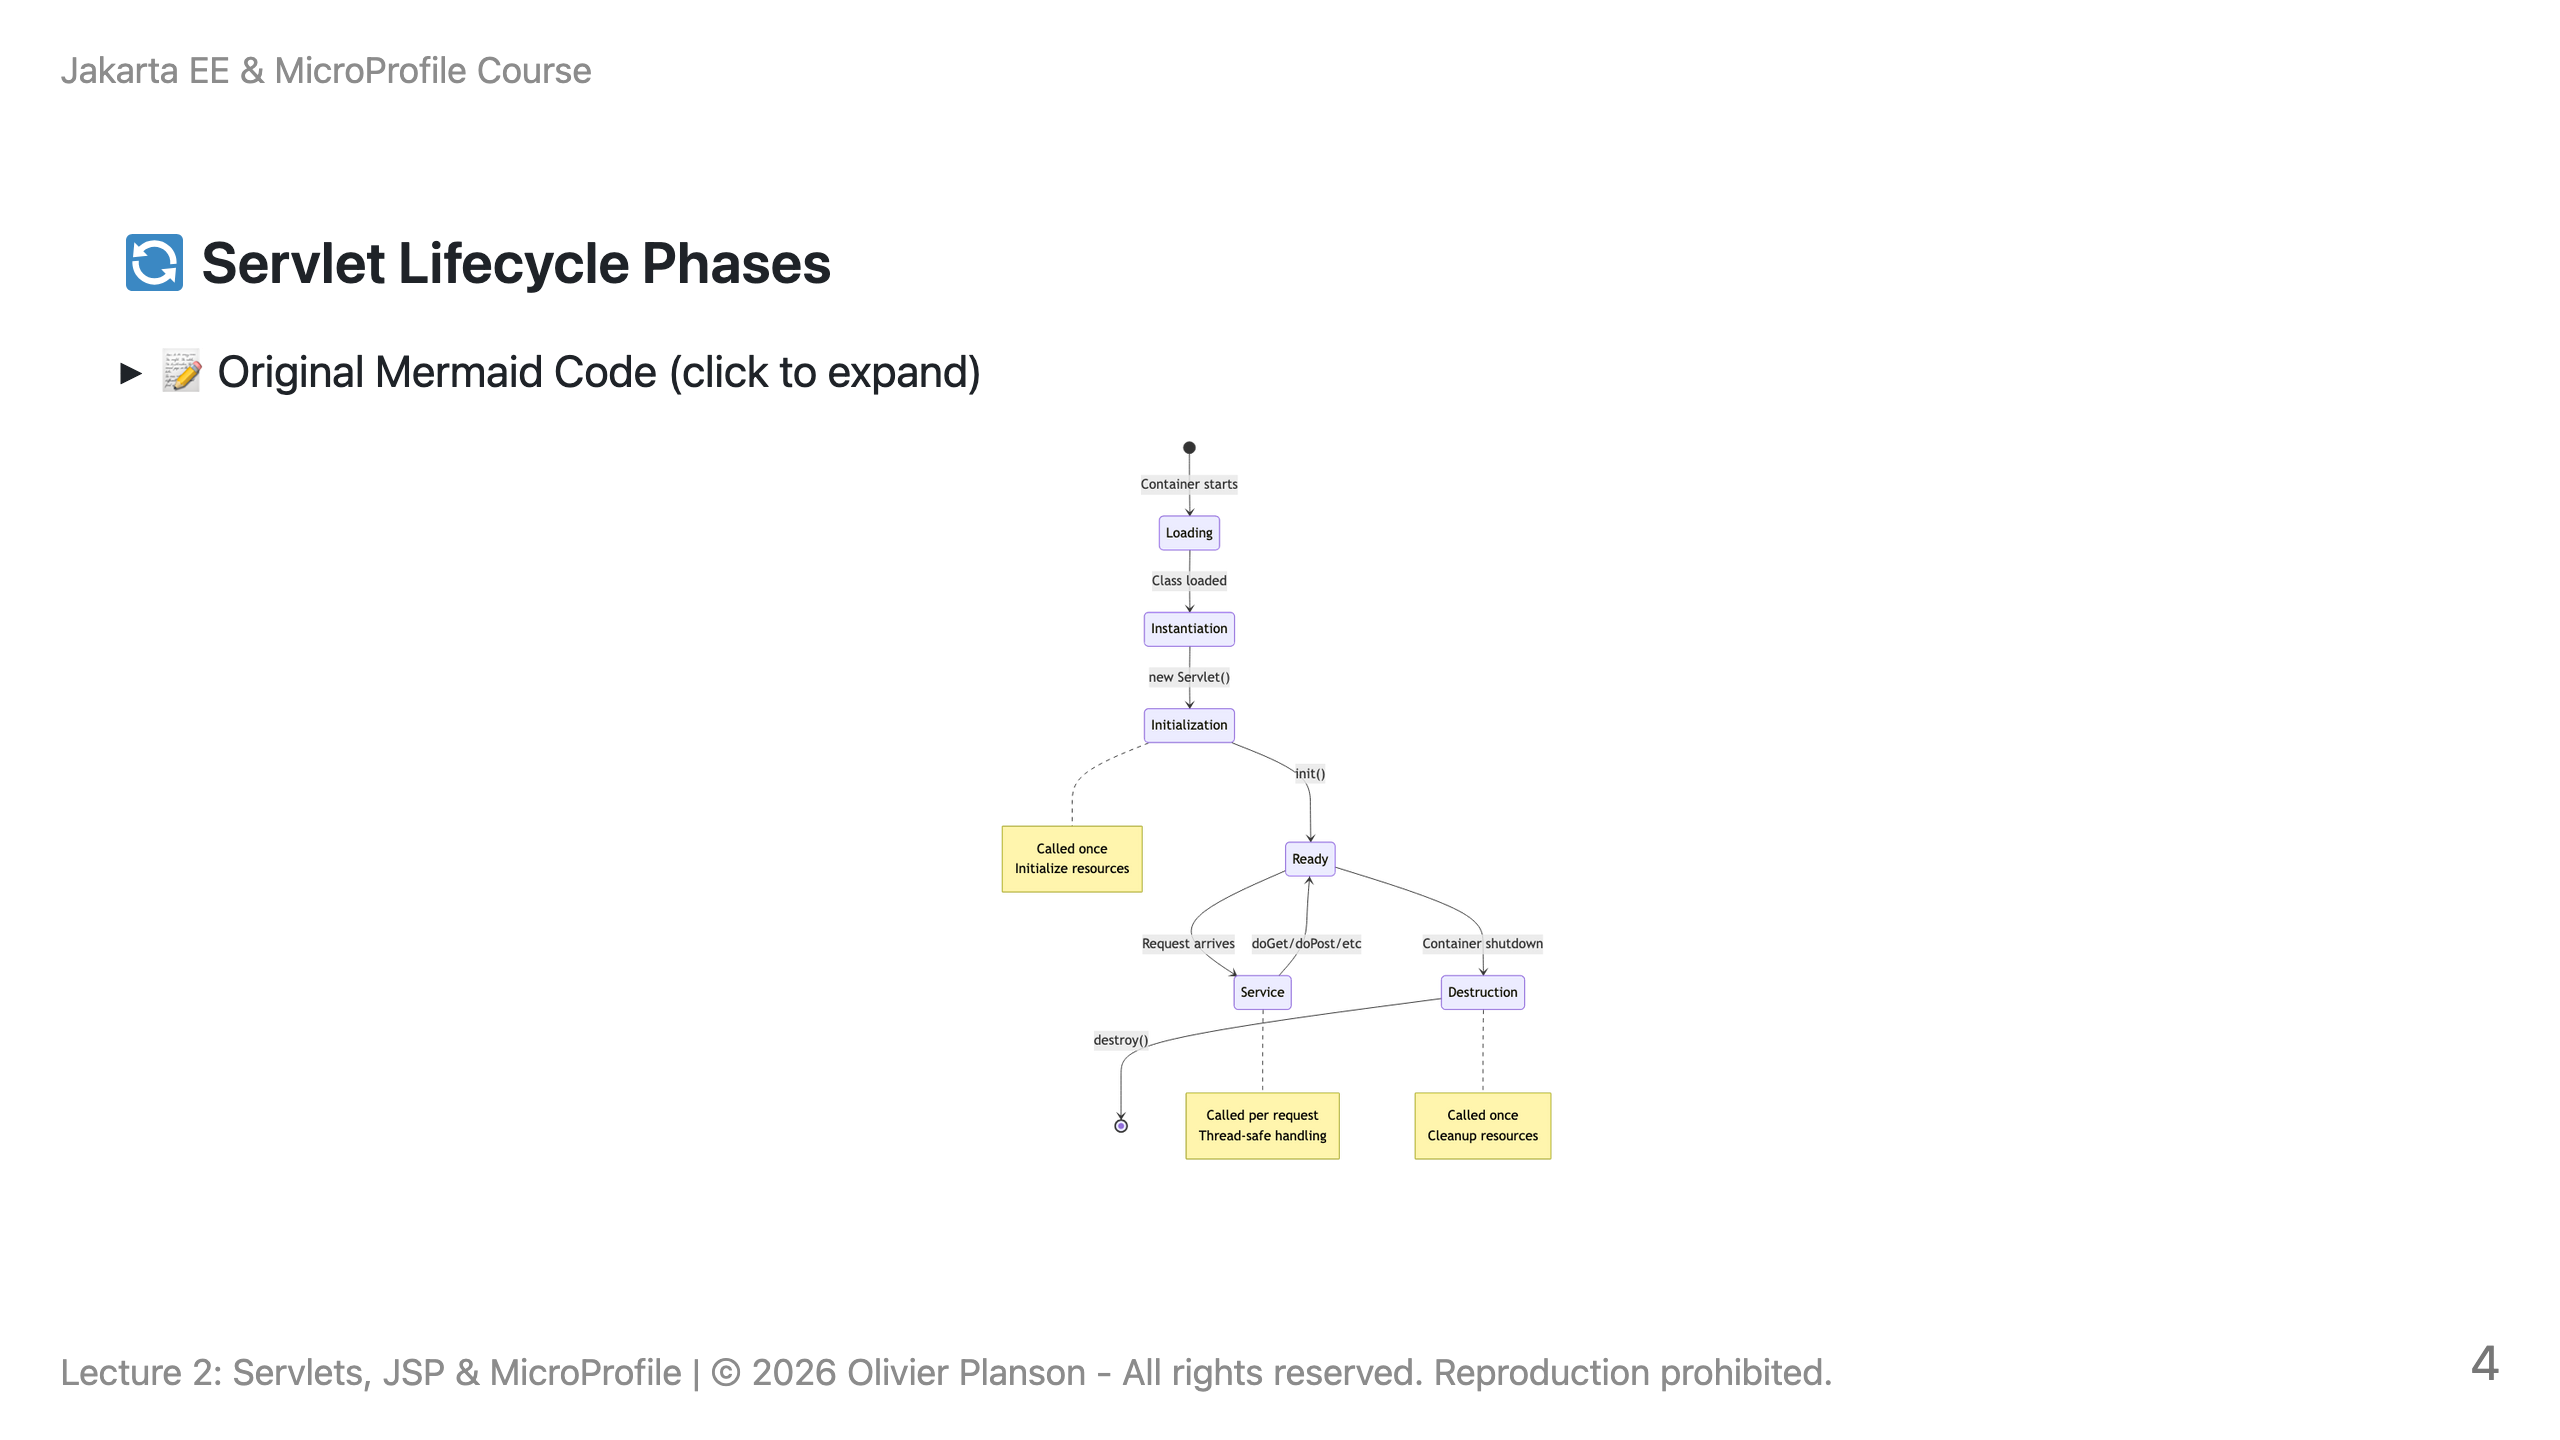 Jakarta EE & MicroProfile Course
🔄 Servlet Lifecycle Phases
▶ 📝 Original Mermaid Code (click to expand)
Container starts
Loading
Class loaded
Instantiation
new Servlet()
Initialization
init()
Called once
Initialize resources
Ready
Request arrives
doGet/doPost/etc
Container shutdown
Service
Destruction
destroy()
Called per request
Thread-safe handling
Called once
Cleanup resources
Lecture 2: Servlets, JSP & MicroProfile | © 2026 Olivier Planson - All rights reserved. Reproduction prohibited.
4